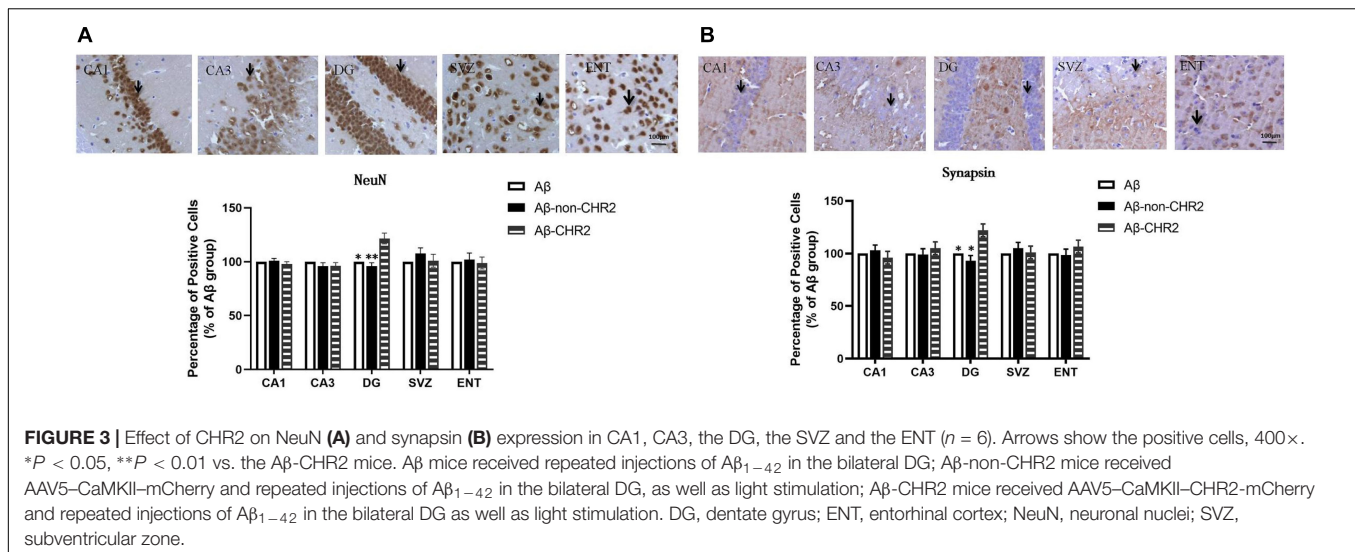 A
B
CA1 CA3 DG SVZ ENT
100μm
CA1 CA3 DG SVZ ENT
100μm
NeuN
Percentage of Positive Cells
(% of Aβ group)
150
100
50
0
* **
CA1 CA3 DG SVZ ENT
Aβ
Aβ-non-CHR2
Aβ-CHR2
Synapsin
Percentage of Positive Cells
(% of Aβ group)
150
100
50
0
* *
CA1 CA3 DG SVZ ENT
Aβ
Aβ-non-CHR2
Aβ-CHR2
FIGURE 3 | Effect of CHR2 on NeuN (A) and synapsin (B) expression in CA1, CA3, the DG, the SVZ and the ENT (n = 6). Arrows show the positive cells, 400×.
*P < 0.05, **P < 0.01 vs. the Aβ-CHR2 mice. Aβ mice received repeated injections of Aβ1−42 in the bilateral DG; Aβ-non-CHR2 mice received
AAV5–CaMKII–mCherry and repeated injections of Aβ1−42 in the bilateral DG, as well as light stimulation; Aβ-CHR2 mice received AAV5–CaMKII–CHR2-mCherry
and repeated injections of Aβ1−42 in the bilateral DG as well as light stimulation. DG, dentate gyrus; ENT, entorhinal cortex; NeuN, neuronal nuclei; SVZ,
subventricular zone.